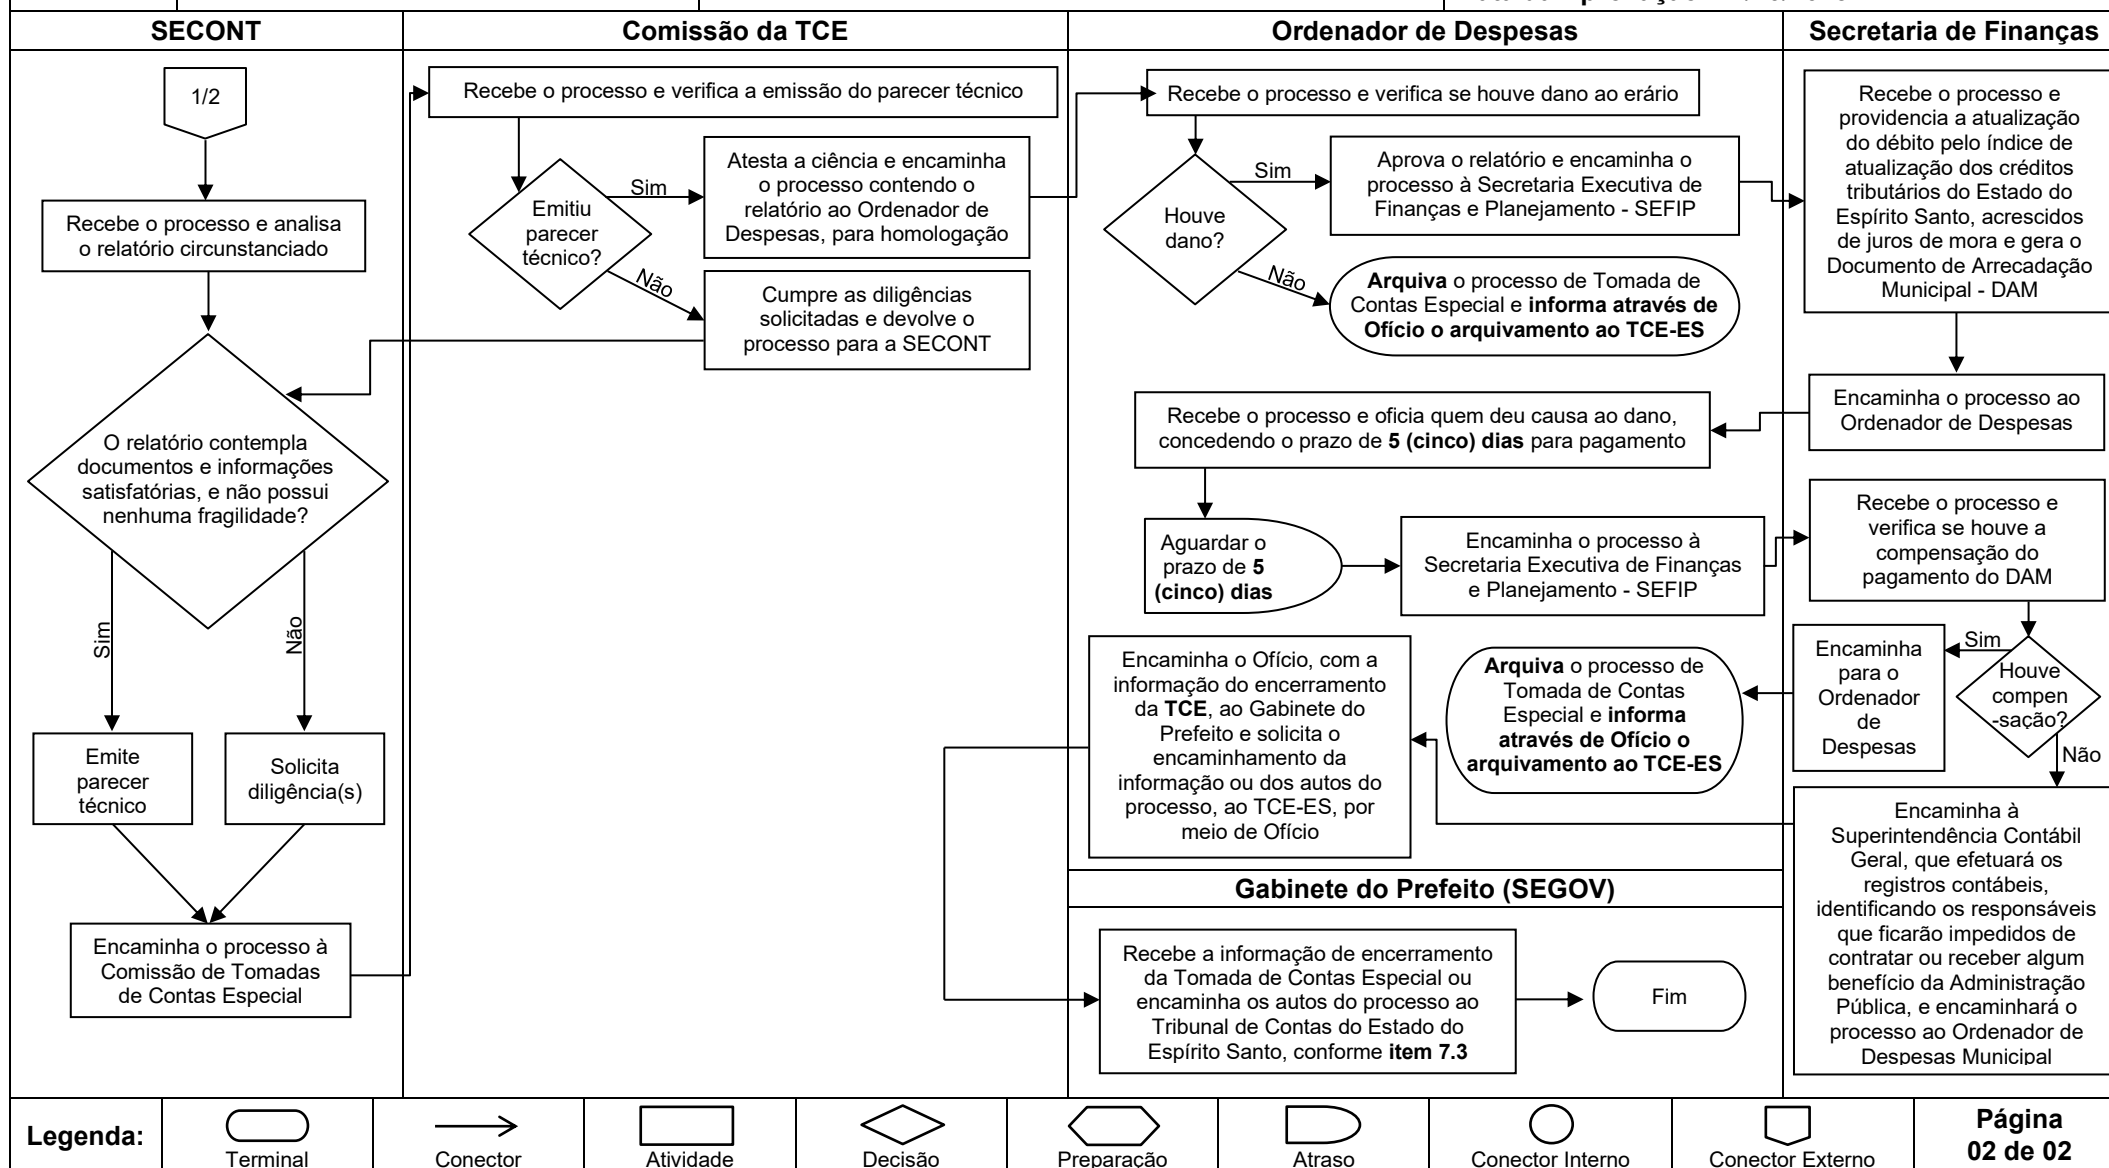 SECONT
Comissão da TCE
Ordenador de Despesas
Secretaria de Finanças
1/2
Recebe o processo e analisa
o relatório circunstanciado
O relatório contempla
documentos e informações
satisfatórias, e não possui
nenhuma fragilidade?
Sim
Não
Emite
parecer
técnico
Solicita
diligência(s)
Encaminha o processo à
Comissão de Tomadas
de Contas Especial
Recebe o processo e verifica a emissão do parecer técnico
Emitiu
parecer
técnico?
Sim
Não
Atesta a ciência e encaminha
o processo contendo o
relatório ao Ordenador de
Despesas, para homologação
Cumpre as diligências
solicitadas e devolve o
processo para a SECONT
Recebe o processo e verifica se houve dano ao erário
Houve
dano?
Sim
Não
Aprova o relatório e encaminha o
processo à Secretaria Executiva de
Finanças e Planejamento - SEFIP
Arquiva o processo de Tomada de
Contas Especial e informa através de
Ofício o arquivamento ao TCE-ES
Recebe o processo e
providencia a atualização
do débito pelo índice de
atualização dos créditos
tributários do Estado do
Espírito Santo, acrescidos
de juros de mora e gera o
Documento de Arrecadação
Municipal - DAM
Encaminha o processo ao
Ordenador de Despesas
Recebe o processo e oficia quem deu causa ao dano,
concedendo o prazo de 5 (cinco) dias para pagamento
Aguardar o
prazo de 5
(cinco) dias
Encaminha o processo à
Secretaria Executiva de Finanças
e Planejamento - SEFIP
Recebe o processo e
verifica se houve a
compensação do
pagamento do DAM
Houve
compen
-sação?
Sim
Não
Encaminha
para o
Ordenador
de
Despesas
Arquiva o processo de
Tomada de Contas
Especial e informa
através de Ofício o
arquivamento ao TCE-ES
Encaminha à
Superintendência Contábil
Geral, que efetuará os
registros contábeis,
identificando os responsáveis
que ficarão impedidos de
contratar ou receber algum
benefício da Administração
Pública, e encaminhará o
processo ao Ordenador de
Despesas Municipal
Encaminha o Ofício, com a
informação do encerramento
da TCE, ao Gabinete do
Prefeito e solicita o
encaminhamento da
informação ou dos autos do
processo, ao TCE-ES, por
meio de Ofício
Gabinete do Prefeito (SEGOV)
Recebe a informação de encerramento
da Tomada de Contas Especial ou
encaminha os autos do processo ao
Tribunal de Contas do Estado do
Espírito Santo, conforme item 7.3
Fim
Legenda:
Terminal
Conector
Atividade
Decisão
Preparação
Atraso
Conector Interno
Conector Externo
Página
02 de 02